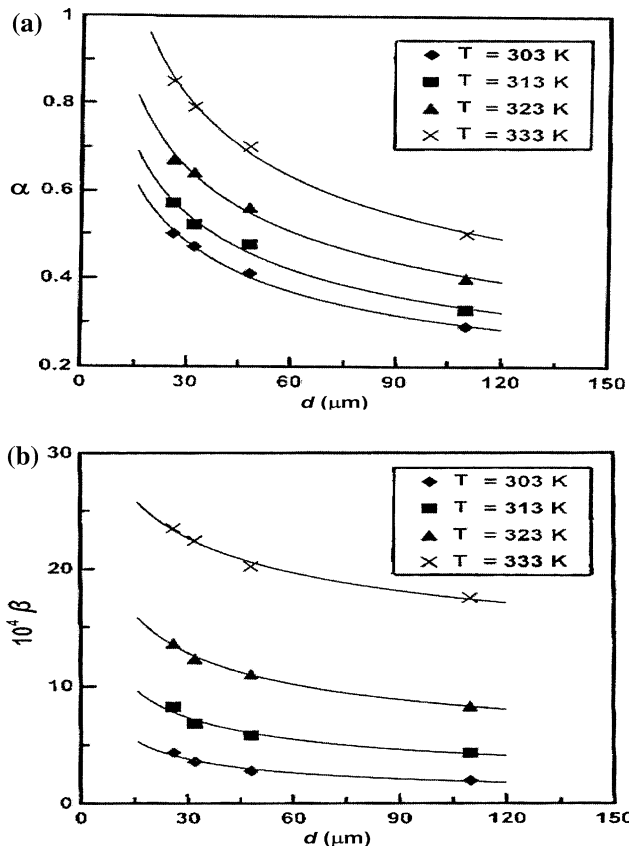 (a)
1
0.8
0.6
0.4
0.2
α
T = 303 K
T = 313 K
T = 323 K
T = 333 K
0
30
60
90
120
150
d (μm)
(b)
30
20
10
0
10⁴ β
T = 303 K
T = 313 K
T = 323 K
T = 333 K
0
30
60
90
120
150
d (μm)